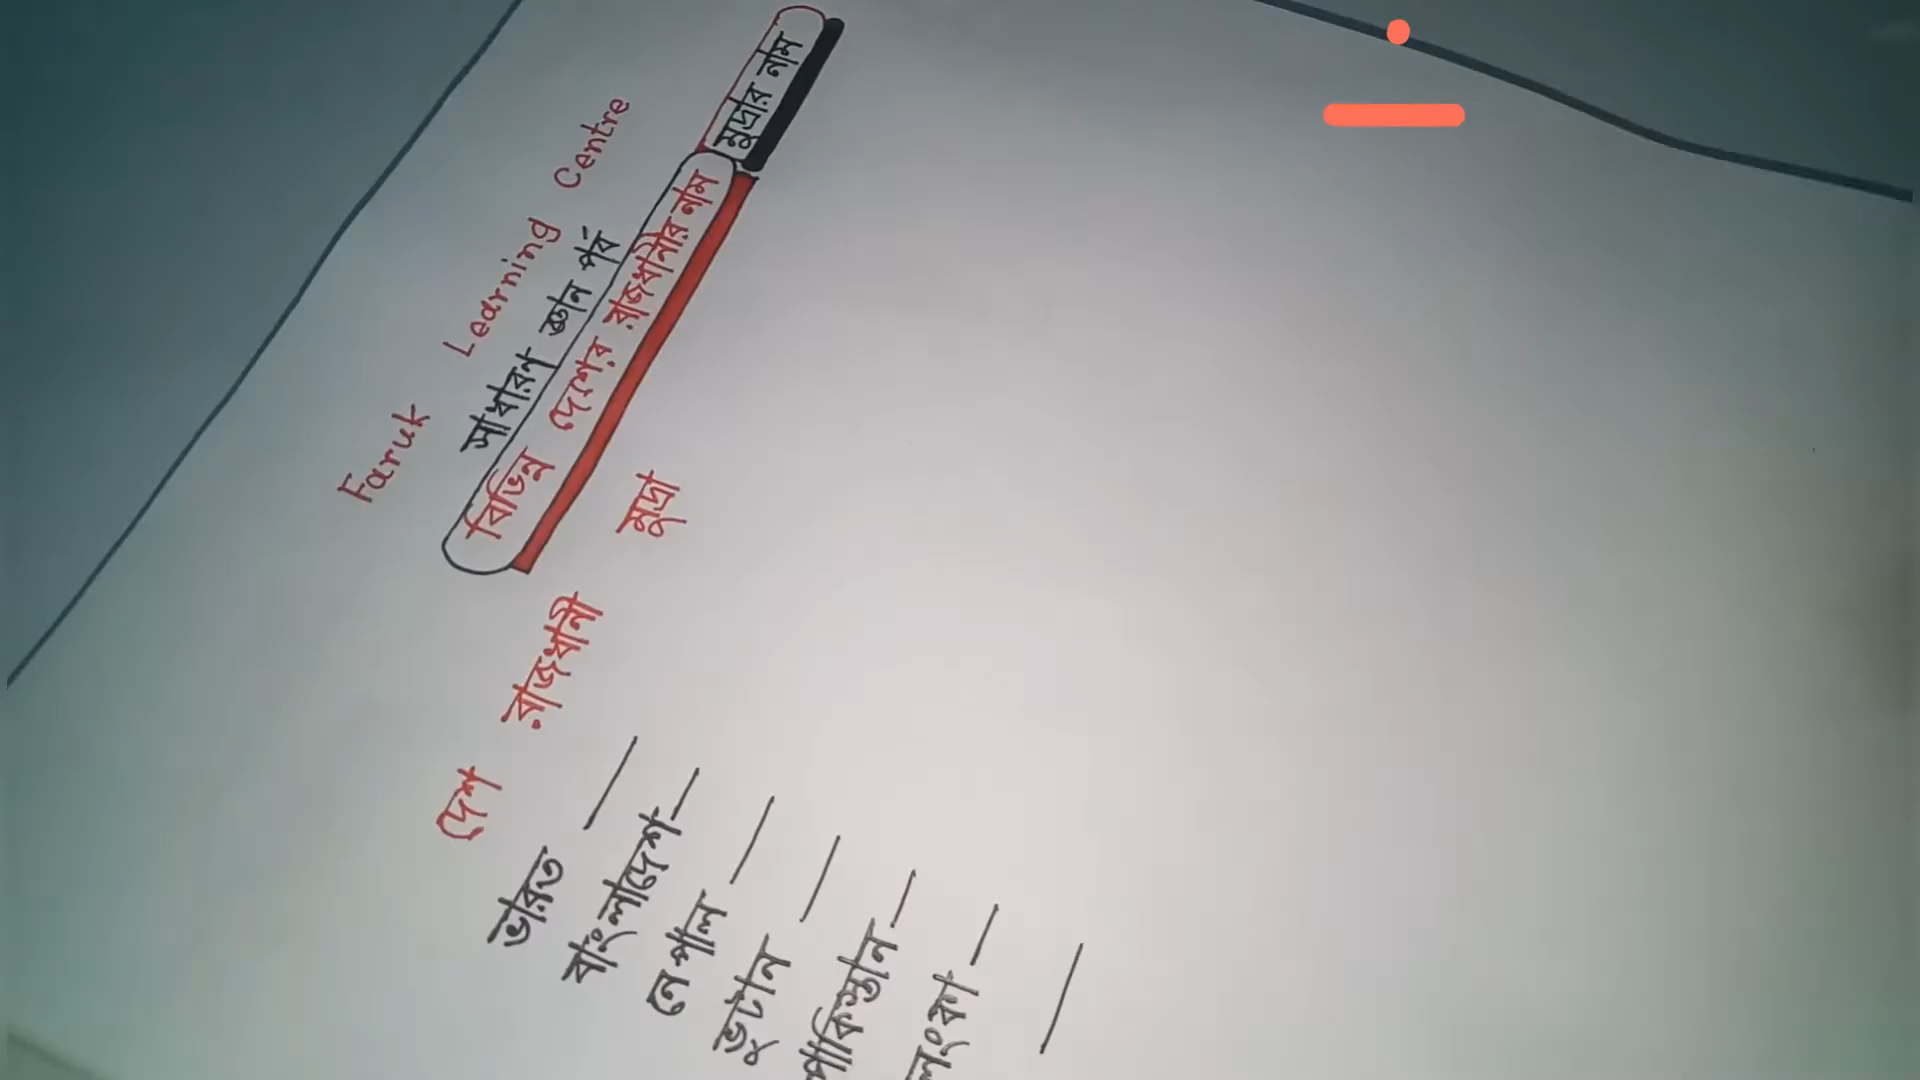 Faruk Learning Centre
সাধারণ জ্ঞান পর্ব
বিভিন্ন দেশের রাজধানীর নাম মুদ্রার নাম
দেশ রাজধানী মুদ্রা
ভারত —
বাংলাদেশ —
নেপাল —
ভুটান —
পাকিস্তান —
লংকা —
—